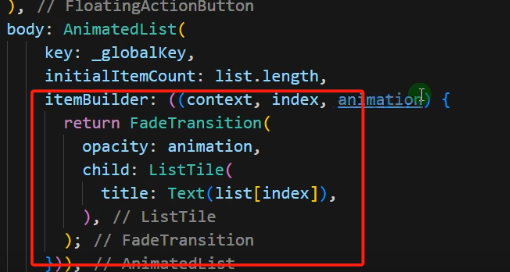 ), // FloatingActionButton
body: AnimatedList(
key: _globalKey,
initialItemCount: list.length,
itemBuilder: ((context, index, animation) {
return FadeTransition(
opacity: animation,
child: ListTile(
title: Text(list[index]),
), // ListTile
); // FadeTransition
})), // AnimatedList